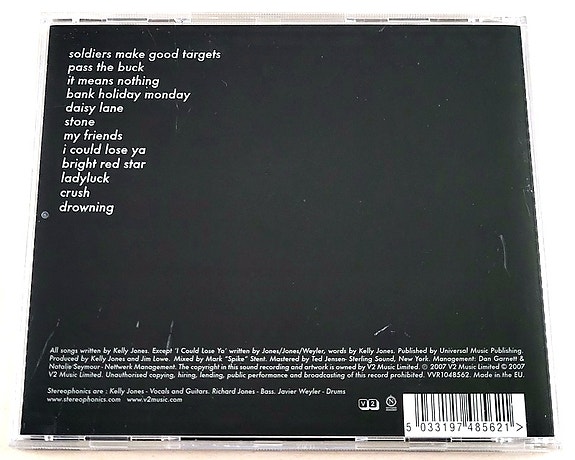 soldiers make good targets
pass the buck
it means nothing
bank holiday monday
daisy lane
stone
my friends
i could lose ya
bright red star
ladyluck
crush
drowning
All songs written by Kelly Jones. Except 'I Could Lose Ya' written by Jones/Jones/Weyler, words by Kelly Jones. Published by Universal Music Publishing.
Produced by Kelly Jones and Jim Lowe. Mixed by Mark "Spike" Stent. Mastered by Ted Jensen- Sterling Sound, New York. Management: Dan Garnett &
Natalie Seymour - Nettwerk Management. The copyright in this sound recording and artwork is owned by V2 Music Limited. ℗ 2007 V2 Music Limited © 2007
V2 Music Limited. Unauthorised copying, hiring, lending, public performance and broadcasting of this record prohibited. VVR1048562. Made in the EU.
Stereophonics are : Kelly Jones - Vocals and Guitars. Richard Jones - Bass. Javier Weyler - Drums
www.stereophonics.com www.v2music.com
V2
5 033197 485621 >